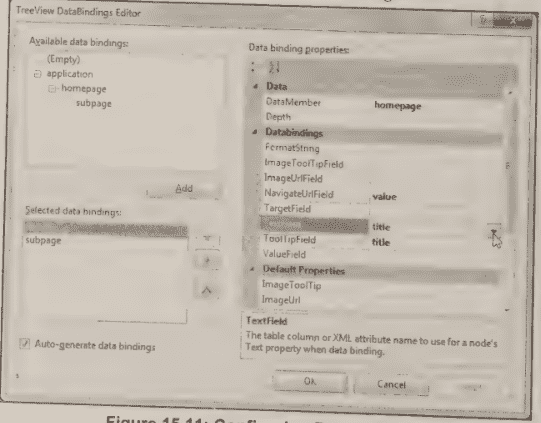 TreeView DataBindings Editor
Available data bindings:
(Empty)
application
homepage
subpage
Add
Selected data bindings:
subpage
Auto-generate data bindings
Data binding properties:
Data
DataMember homepage
Depth
Databindings
FormatString
ImageToolTipField
ImageUrlField
NavigateUrlField value
TargetField
title
ToolTipField title
ValueField
Default Properties
ImageToolTip
ImageUrl
TextField
The table column or XML attribute name to use for a node's
Text property when data binding.
OK
Cancel
Figure 15.11: